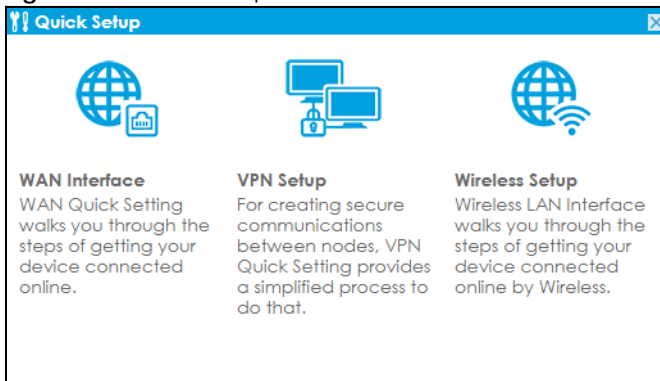 Quick Setup
WAN Interface
WAN Quick Setting
walks you through the
steps of getting your
device connected
online.
VPN Setup
For creating secure
communications
between nodes, VPN
Quick Setting provides
a simplified process to
do that.
Wireless Setup
Wireless LAN Interface
walks you through the
steps of getting your
device connected
online by Wireless.